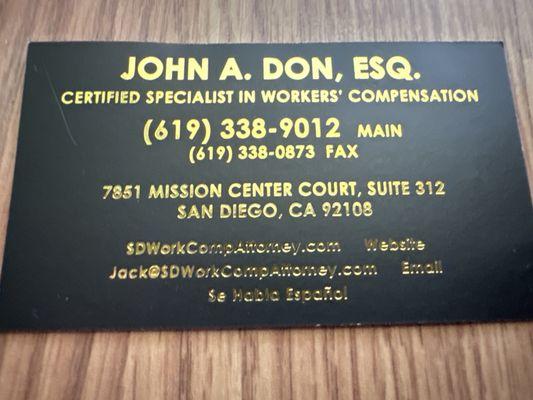 JOHN A. DON, ESQ.
CERTIFIED SPECIALIST IN WORKERS' COMPENSATION
(619) 338-9012 MAIN
(619) 338-0873 FAX
7851 MISSION CENTER COURT, SUITE 312
SAN DIEGO, CA 92108
SDWorkCompAttorney.com Website
Jack@SDWorkCompAttorney.com Email
Se Habla Español